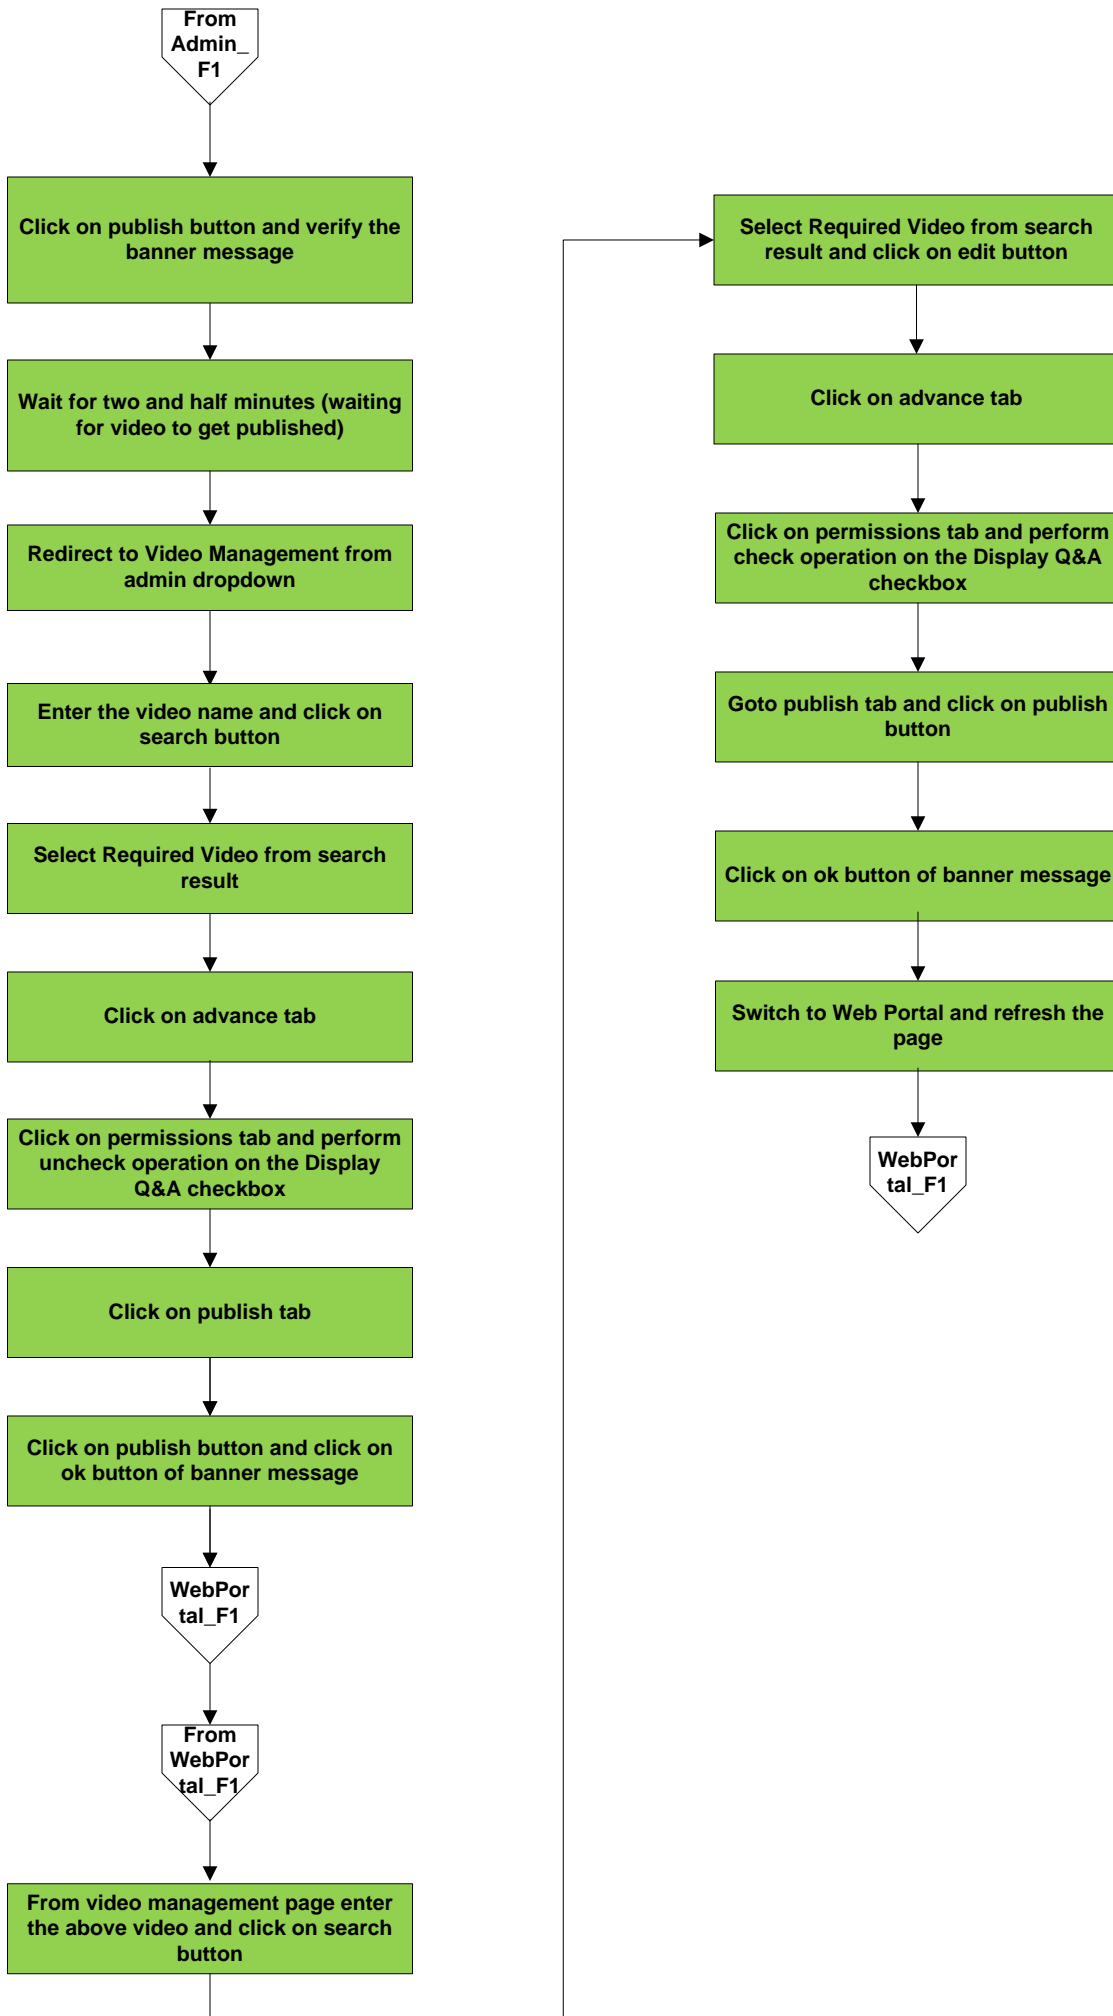 From
Admin_
F1
Click on publish button and verify the
banner message
Wait for two and half minutes (waiting
for video to get published)
Redirect to Video Management from
admin dropdown
Enter the video name and click on
search button
Select Required Video from search
result
Click on advance tab
Click on permissions tab and perform
uncheck operation on the Display
Q&A checkbox
Click on publish tab
Click on publish button and click on
ok button of banner message
WebPor
tal_F1
From
WebPor
tal_F1
From video management page enter
the above video and click on search
button
Select Required Video from search
result and click on edit button
Click on advance tab
Click on permissions tab and perform
check operation on the Display Q&A
checkbox
Goto publish tab and click on publish
button
Click on ok button of banner message
Switch to Web Portal and refresh the
page
WebPor
tal_F1